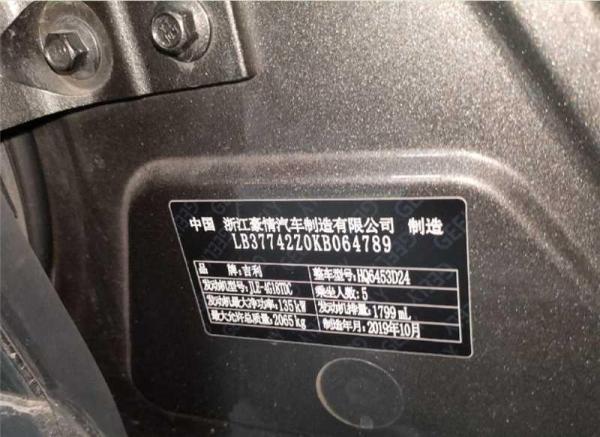 中国 浙江豪情汽车制造有限公司 制造
LB37742Z0KB064789
品牌:吉利 整车型号:HQ6453D24
发动机型号:JLE-4G18TDC 乘坐人数:5
发动机最大净功率:135kW 发动机排量:1799mL
最大允许总质量:2065kg 制造年月:2019年10月